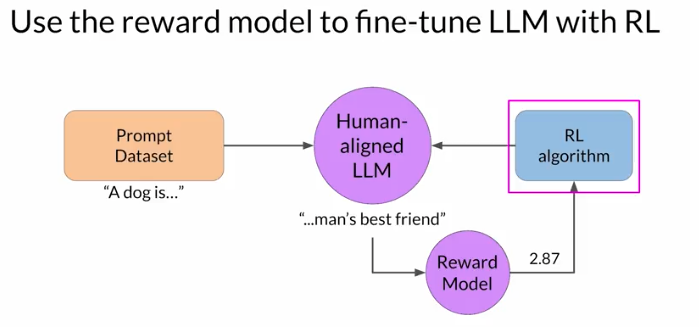 Use the reward model to fine-tune LLM with RL
Prompt
Dataset
"A dog is…"
Human-
aligned
LLM
"...man's best friend"
RL
algorithm
Reward
Model
2.87